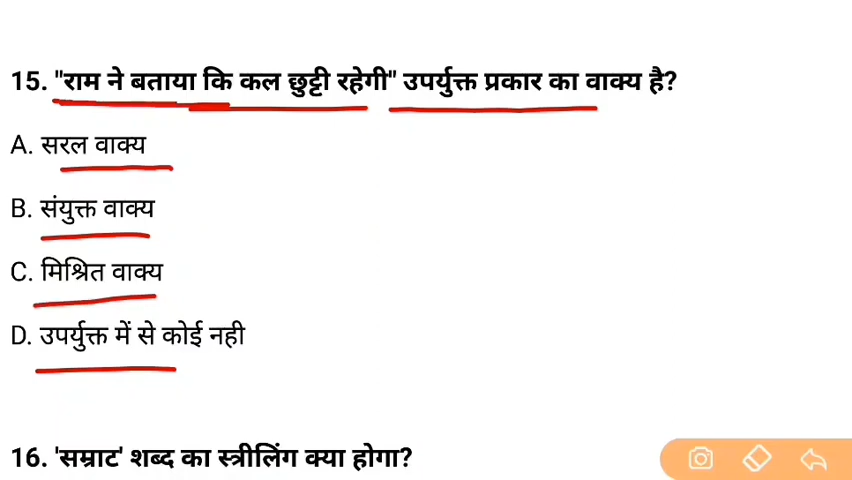 15. "राम ने बताया कि कल छुट्टी रहेगी" उपर्युक्त प्रकार का वाक्य है?
A. सरल वाक्य
B. संयुक्त वाक्य
C. मिश्रित वाक्य
D. उपर्युक्त में से कोई नही
16. 'सम्राट' शब्द का स्त्रीलिंग क्या होगा?